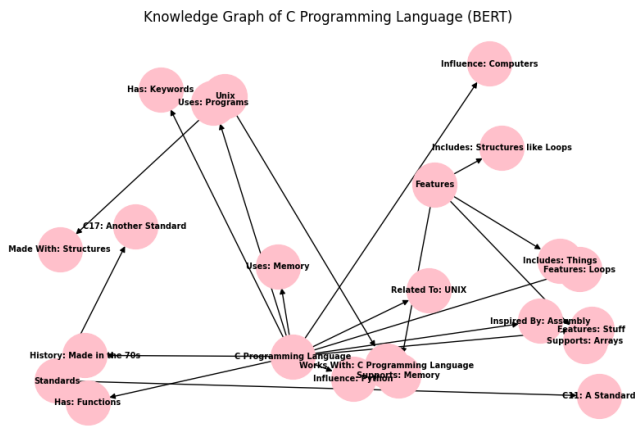 Knowledge Graph of C Programming Language (BERT)
Influence: Computers
Has: Keywords
Unix
Uses: Programs
Includes: Structures like Loops
Features
C17: Another Standard
Made With: Structures
Includes: Things
Uses: Memory
Features: Loops
Related To: UNIX
Inspired By: Assembly
Features: Stuff
Supports: Arrays
History: Made in the 70s
C Programming Language
Works With: C Programming Language
Supports: Memory
Influence: Python
Standards
C11: A Standard
Has: Functions